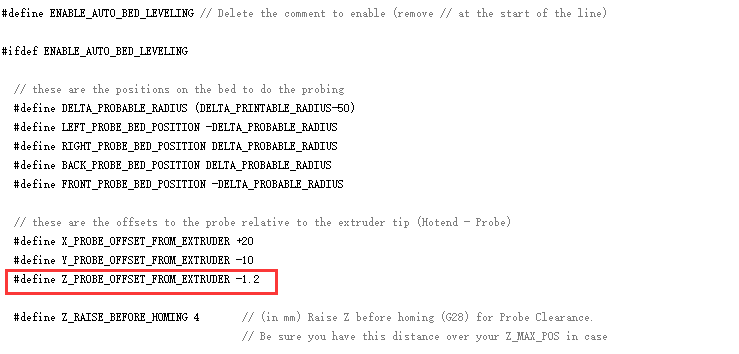 #define ENABLE_AUTO_BED_LEVELING // Delete the comment to enable (remove // at the start of the line)
#ifdef ENABLE_AUTO_BED_LEVELING
// these are the positions on the bed to do the probing
#define DELTA_PROBABLE_RADIUS (DELTA_PRINTABLE_RADIUS-50)
#define LEFT_PROBE_BED_POSITION -DELTA_PROBABLE_RADIUS
#define RIGHT_PROBE_BED_POSITION DELTA_PROBABLE_RADIUS
#define BACK_PROBE_BED_POSITION DELTA_PROBABLE_RADIUS
#define FRONT_PROBE_BED_POSITION -DELTA_PROBABLE_RADIUS
// these are the offsets to the probe relative to the extruder tip (Hotend - Probe)
#define X_PROBE_OFFSET_FROM_EXTRUDER +20
#define Y_PROBE_OFFSET_FROM_EXTRUDER -10
#define Z_PROBE_OFFSET_FROM_EXTRUDER -1.2
#define Z_RAISE_BEFORE_HOMING 4 // (in mm) Raise Z before homing (G28) for Probe Clearance.
// Be sure you have this distance over your Z_MAX_POS in case